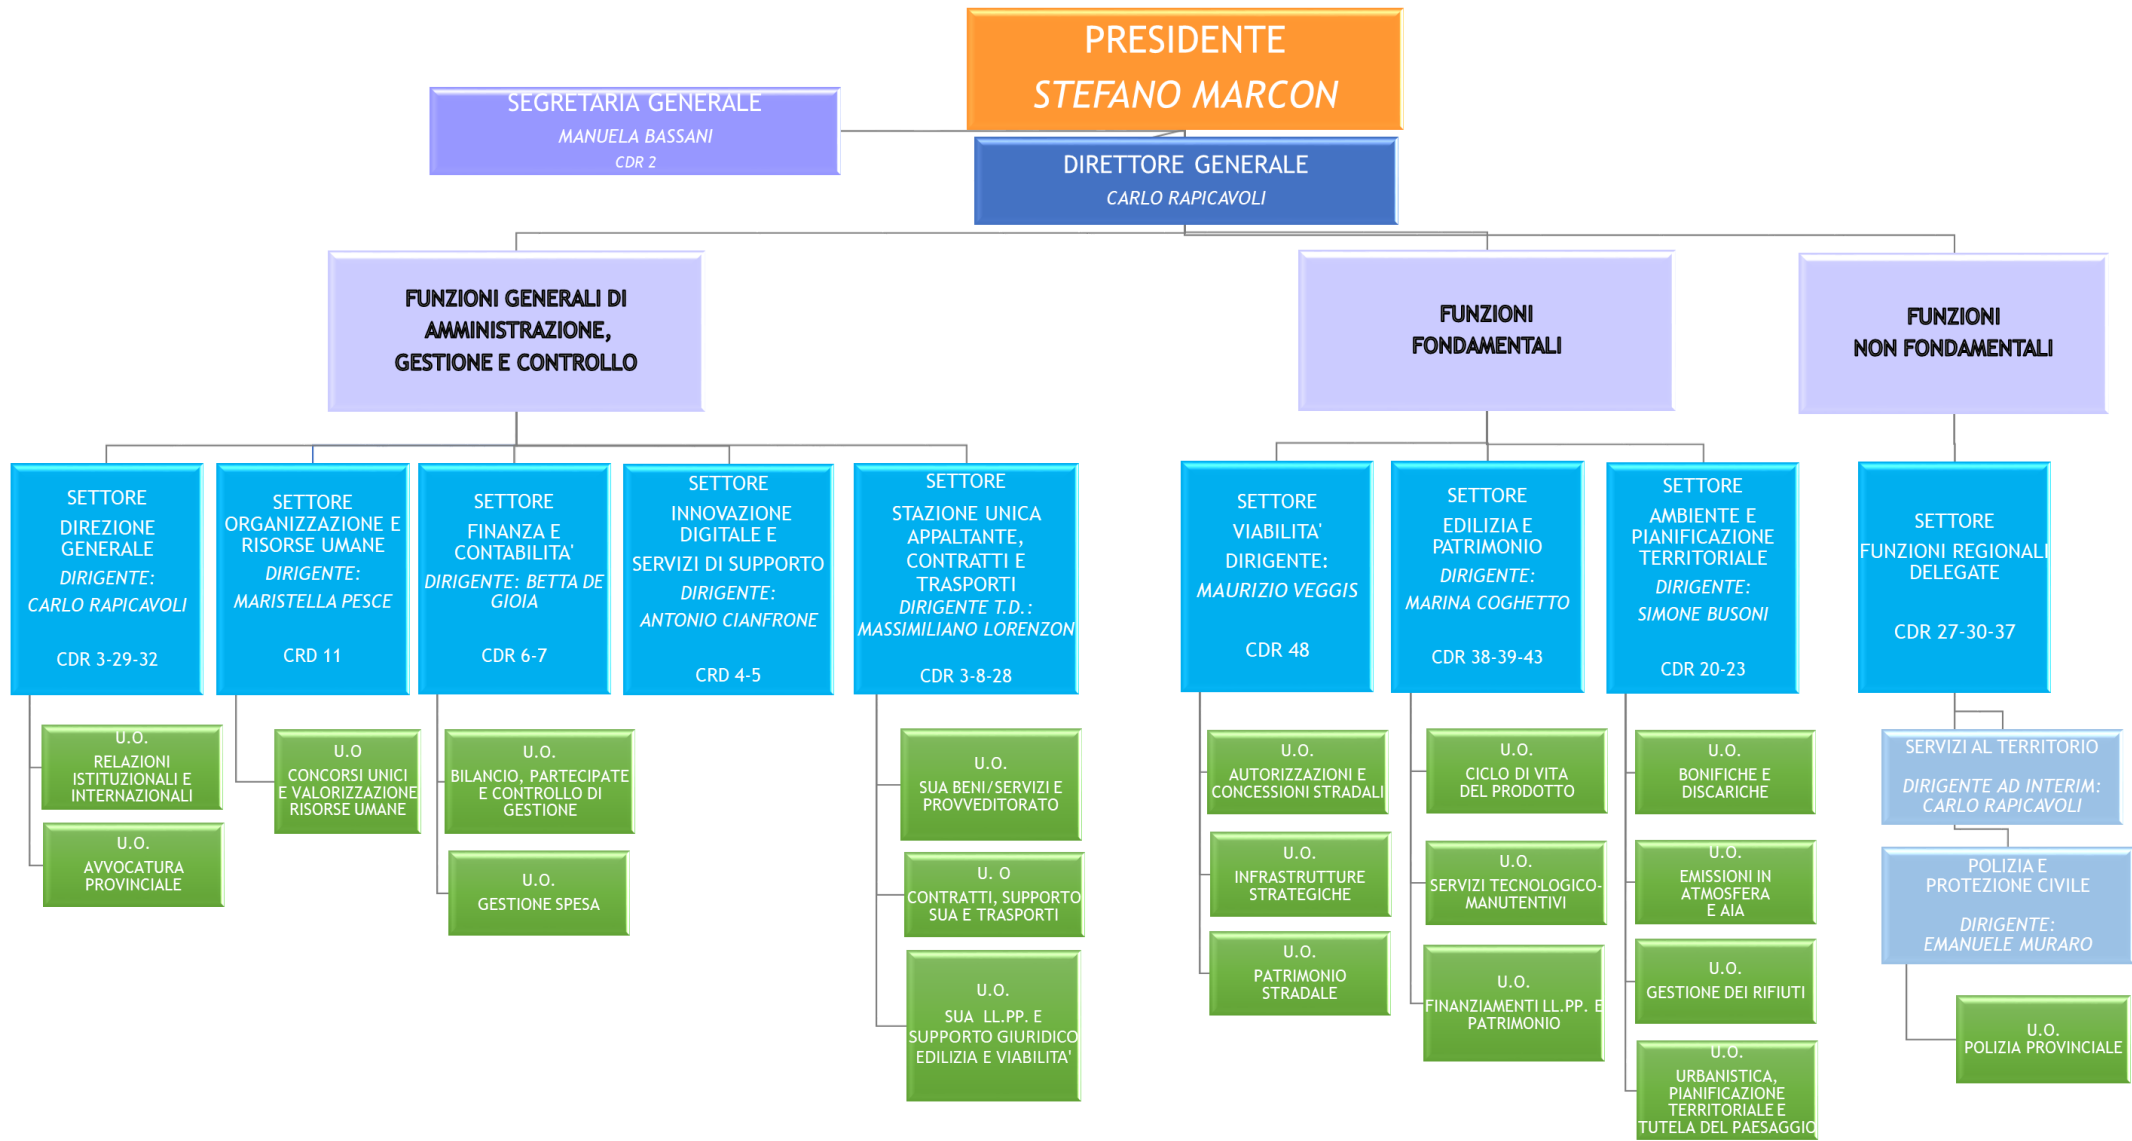 PRESIDENTE
STEFANO MARCON
SEGRETARIA GENERALE
MANUELA BASSANI
CDR 2
DIRETTORE GENERALE
CARLO RAPICAVOLI
FUNZIONI GENERALI DI
AMMINISTRAZIONE,
GESTIONE E CONTROLLO
FUNZIONI
FONDAMENTALI
FUNZIONI
NON FONDAMENTALI
SETTORE
DIREZIONE
GENERALE
DIRIGENTE:
CARLO RAPICAVOLI
CDR 3-29-32
SETTORE
ORGANIZZAZIONE E
RISORSE UMANE
DIRIGENTE:
MARISTELLA PESCE
CRD 11
SETTORE
FINANZA E
CONTABILITA'
DIRIGENTE: BETTA DE
GIOIA
CDR 6-7
SETTORE
INNOVAZIONE
DIGITALE E
SERVIZI DI SUPPORTO
DIRIGENTE:
ANTONIO CIANFRONE
CRD 4-5
SETTORE
STAZIONE UNICA
APPALTANTE,
CONTRATTI E
TRASPORTI
DIRIGENTE T.D.:
MASSIMILIANO LORENZON
CDR 3-8-28
SETTORE
VIABILITA'
DIRIGENTE:
MAURIZIO VEGGIS
CDR 48
SETTORE
EDILIZIA E
PATRIMONIO
DIRIGENTE:
MARINA COGHETTO
CDR 38-39-43
SETTORE
AMBIENTE E
PIANIFICAZIONE
TERRITORIALE
DIRIGENTE:
SIMONE BUSONI
CDR 20-23
SETTORE
FUNZIONI REGIONALI
DELEGATE
CDR 27-30-37
U.O.
RELAZIONI
ISTITUZIONALI E
INTERNAZIONALI
U.O.
AVVOCATURA
PROVINCIALE
U.O
CONCORSI UNICI
E VALORIZZAZIONE
RISORSE UMANE
U.O.
BILANCIO, PARTECIPATE
E CONTROLLO DI
GESTIONE
U.O.
GESTIONE SPESA
U.O.
SUA BENI/SERVIZI E
PROVVEDITORATO
U. O
CONTRATTI, SUPPORTO
SUA E TRASPORTI
U.O.
SUA LL.PP. E
SUPPORTO GIURIDICO
EDILIZIA E VIABILITA'
U.O.
AUTORIZZAZIONI E
CONCESSIONI STRADALI
U.O.
INFRASTRUTTURE
STRATEGICHE
U.O.
PATRIMONIO
STRADALE
U.O.
CICLO DI VITA
DEL PRODOTTO
U.O.
SERVIZI TECNOLOGICO-
MANUTENTIVI
U.O.
FINANZIAMENTI LL.PP. E
PATRIMONIO
U.O.
BONIFICHE E
DISCARICHE
U.O.
EMISSIONI IN
ATMOSFERA
E AIA
U.O.
GESTIONE DEI RIFIUTI
U.O.
URBANISTICA,
PIANIFICAZIONE
TERRITORIALE E
TUTELA DEL PAESAGGIO
SERVIZI AL TERRITORIO
DIRIGENTE AD INTERIM:
CARLO RAPICAVOLI
POLIZIA E
PROTEZIONE CIVILE
DIRIGENTE:
EMANUELE MURARO
U.O.
POLIZIA PROVINCIALE